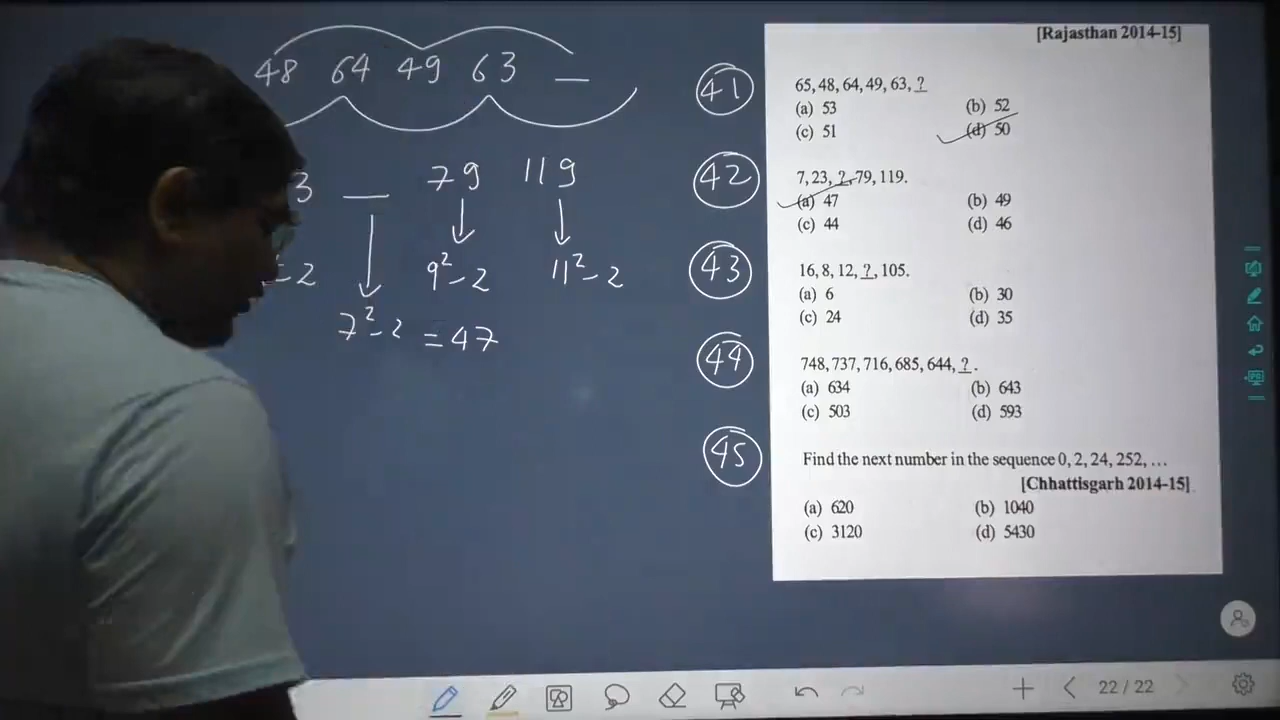 48 64 49 63 _
3 _ 79 119
-2 9²-2 11²-2
7²-2 = 47
41
42
43
44
45
[Rajasthan 2014-15]
65, 48, 64, 49, 63, ?
(a) 53 (b) 52
(c) 51 (d) 50
7, 23, ?, 79, 119.
(a) 47 (b) 49
(c) 44 (d) 46
16, 8, 12, ?, 105.
(a) 6 (b) 30
(c) 24 (d) 35
748, 737, 716, 685, 644, ?.
(a) 634 (b) 643
(c) 503 (d) 593
Find the next number in the sequence 0, 2, 24, 252, ...
[Chhattisgarh 2014-15]
(a) 620 (b) 1040
(c) 3120 (d) 5430
22 / 22